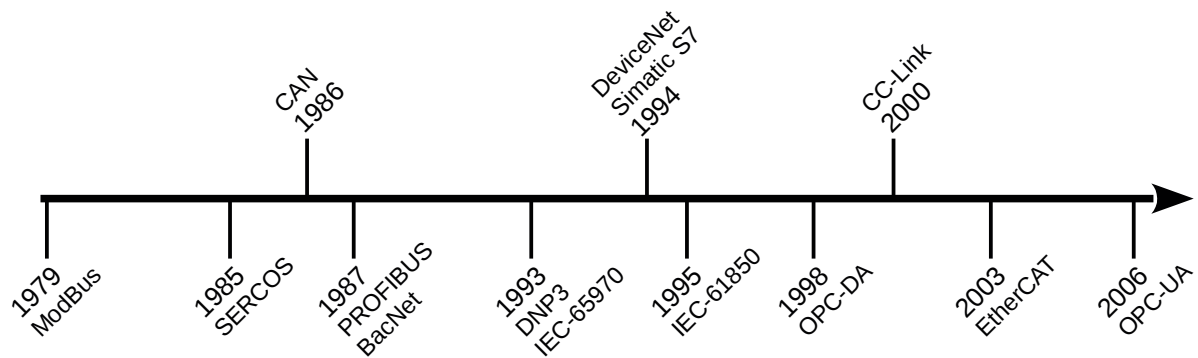 CAN
1986
DeviceNet
Simatic S7
1994
CC-Link
2000
1979
ModBus
1985
SERCOS
1987
PROFIBUS
BacNet
1993
DNP3
IEC-65970
1995
IEC-61850
1998
OPC-DA
2003
EtherCAT
2006
OPC-UA